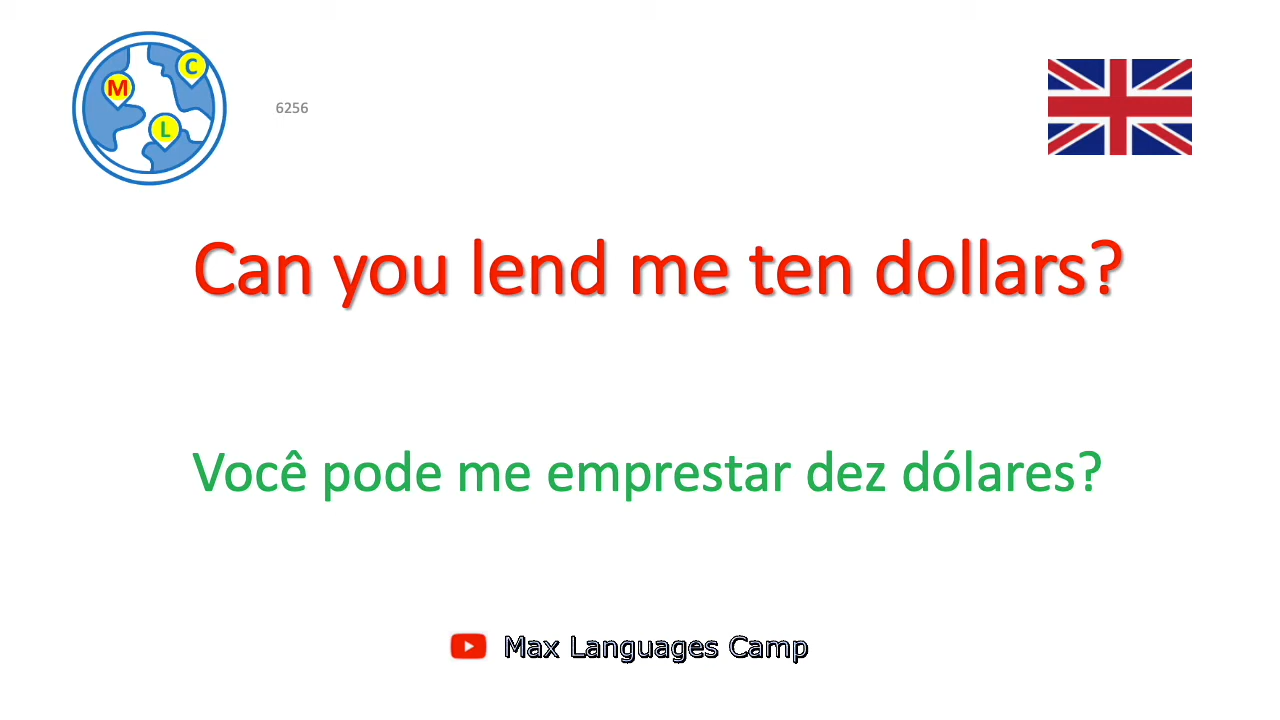 M
C
L
6256
Can you lend me ten dollars?
Você pode me emprestar dez dólares?
Max Languages Camp